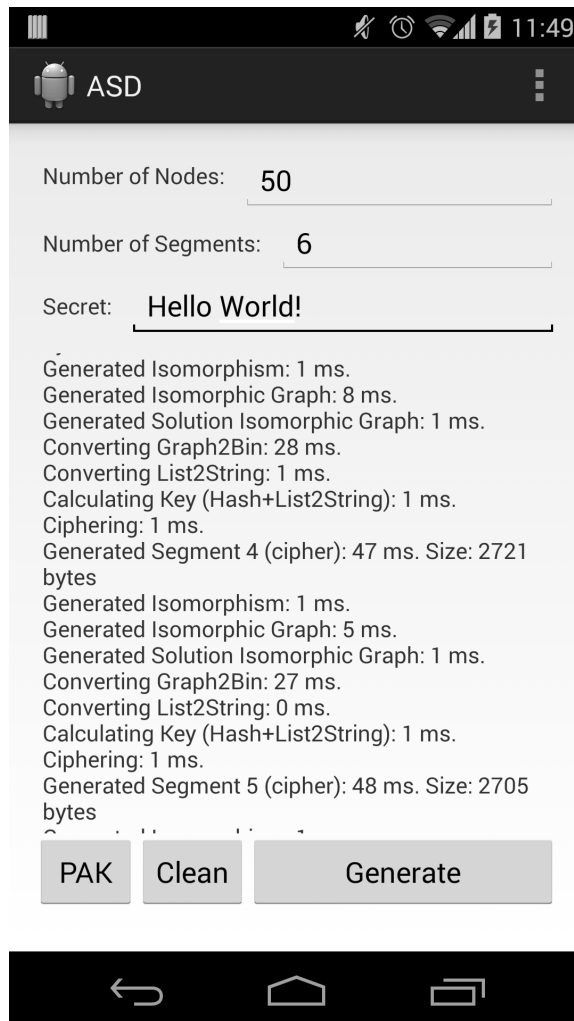 11:49
ASD
Number of Nodes: 50
Number of Segments: 6
Secret: Hello World!
Generated Isomorphism: 1 ms.
Generated Isomorphic Graph: 8 ms.
Generated Solution Isomorphic Graph: 1 ms.
Converting Graph2Bin: 28 ms.
Converting List2String: 1 ms.
Calculating Key (Hash+List2String): 1 ms.
Ciphering: 1 ms.
Generated Segment 4 (cipher): 47 ms. Size: 2721
bytes
Generated Isomorphism: 1 ms.
Generated Isomorphic Graph: 5 ms.
Generated Solution Isomorphic Graph: 1 ms.
Converting Graph2Bin: 27 ms.
Converting List2String: 0 ms.
Calculating Key (Hash+List2String): 1 ms.
Ciphering: 1 ms.
Generated Segment 5 (cipher): 48 ms. Size: 2705
bytes
PAK Clean Generate